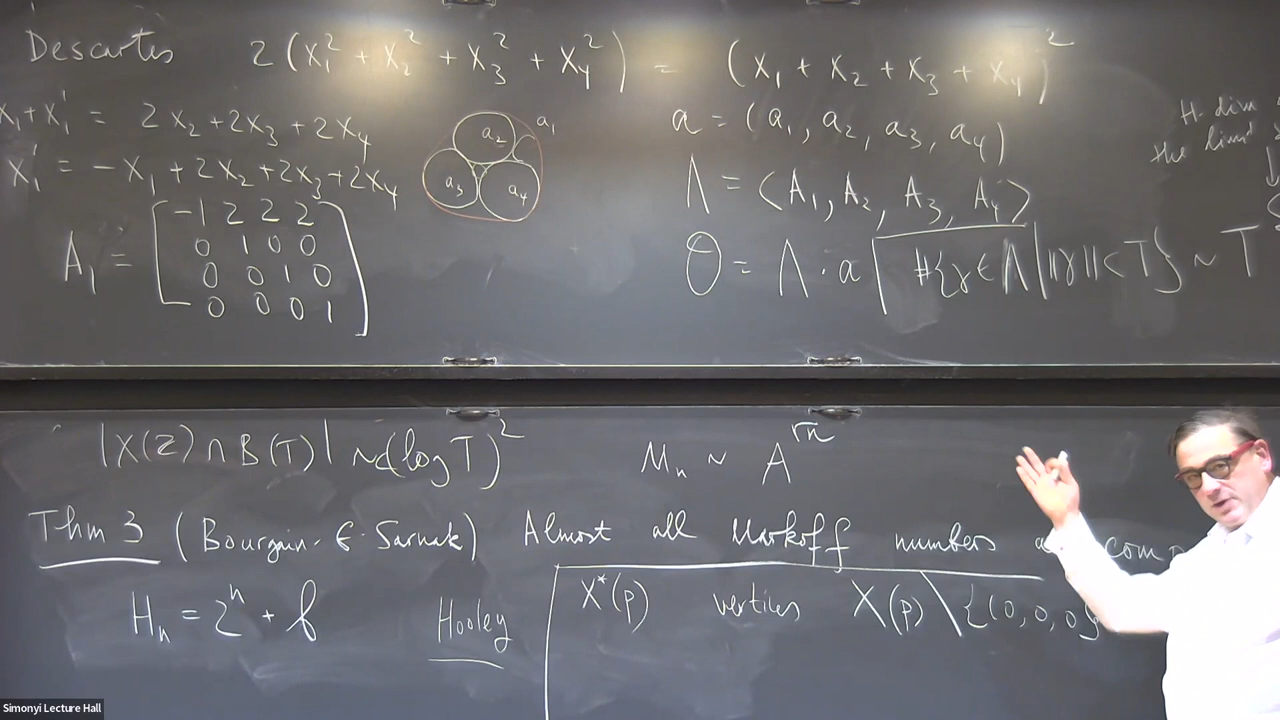 Descartes 2(x₁² + x₂² + x₃² + x₄²) = (x₁ + x₂ + x₃ + x₄)²
x₁ + x₁' = 2x₂ + 2x₃ + 2x₄
a = (a₁, a₂, a₃, a₄)
H. dim
the limit
x₁' = -x₁ + 2x₂ + 2x₃ + 2x₄
a₁
a₂
a₃ a₄
Λ = ⟨A₁, A₂, A₃, A₄⟩
A₁ = [-1 2 2 2
0 1 0 0
0 0 1 0
0 0 0 1]
Θ = Λ · a
#{γ ∈ Λ | ||γ|| < T} ~ T
|X(Z) ∩ B(T)| ~ c(log T)²
Mₙ ~ A^√n
Thm 3 (Bourgain - G - Sarnak) Almost all Markoff numbers
Hₙ = 2ⁿ + b
Hooley
X*(p) vertices X(p) \ {(0,0,0)}
Simonyi Lecture Hall